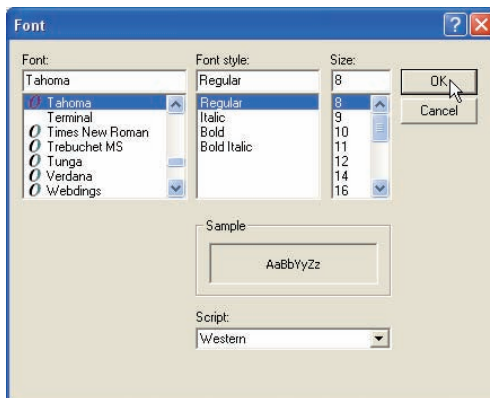 Font
Font:
Tahoma
Tahoma
Terminal
Times New Roman
Trebuchet MS
Tunga
Verdana
Webdings
Font style:
Regular
Regular
Italic
Bold
Bold Italic
Size:
8
8
9
10
11
12
14
16
OK
Cancel
Sample
AaBbYyZz
Script:
Western